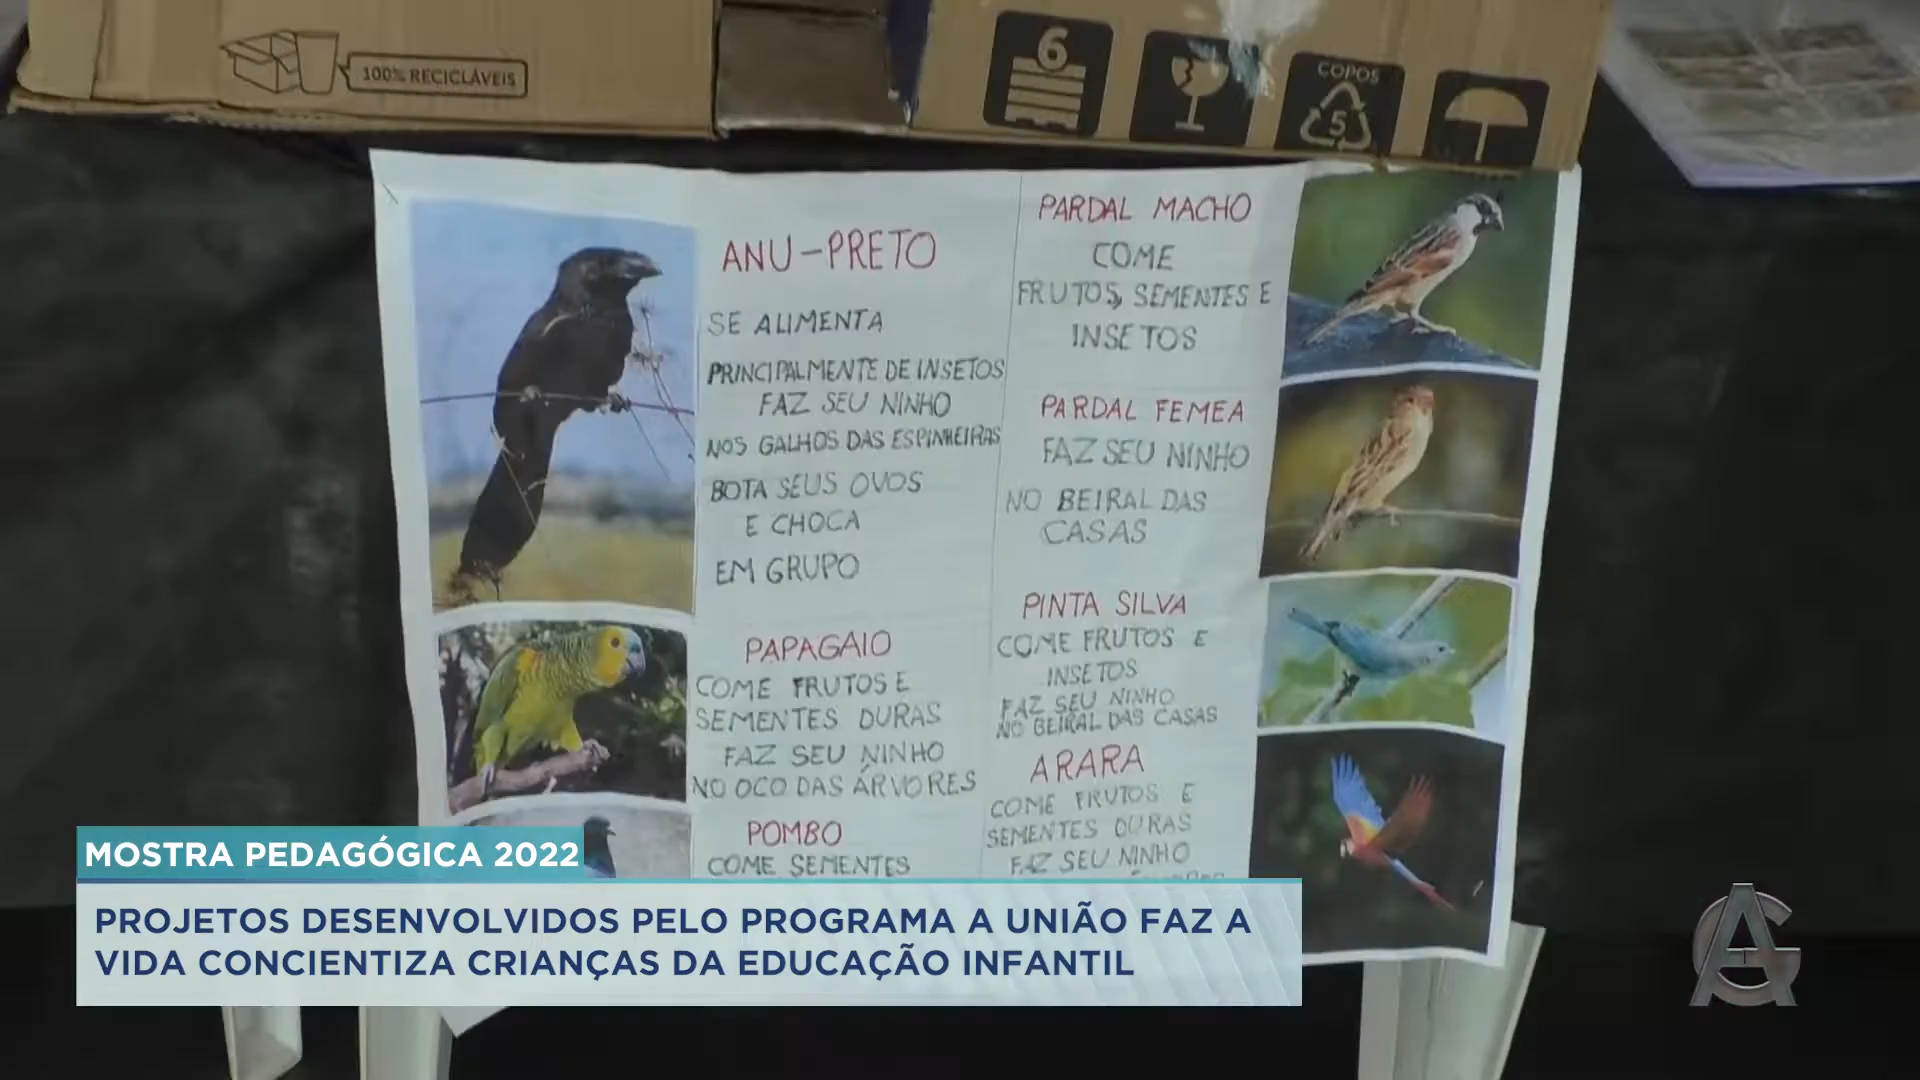 100% RECICLÁVEIS
6
COPOS
5
ANU-PRETO
SE ALIMENTA
PRINCIPALMENTE DE INSETOS
FAZ SEU NINHO
NOS GALHOS DAS ESPINHEIRAS
BOTA SEUS OVOS
E CHOCA
EM GRUPO
PAPAGAIO
COME FRUTOS E
SEMENTES DURAS
FAZ SEU NINHO
NO OCO DAS ÁRVORES
POMBO
COME SEMENTES
PARDAL MACHO
COME
FRUTOS, SEMENTES E
INSETOS
PARDAL FEMEA
FAZ SEU NINHO
NO BEIRAL DAS
CASAS
PINTA SILVA
COME FRUTOS E
INSETOS
FAZ SEU NINHO
NO BEIRAL DAS CASAS
ARARA
COME FRUTOS E
SEMENTES DURAS
FAZ SEU NINHO
MOSTRA PEDAGÓGICA 2022
PROJETOS DESENVOLVIDOS PELO PROGRAMA A UNIÃO FAZ A
VIDA CONCIENTIZA CRIANÇAS DA EDUCAÇÃO INFANTIL
AG